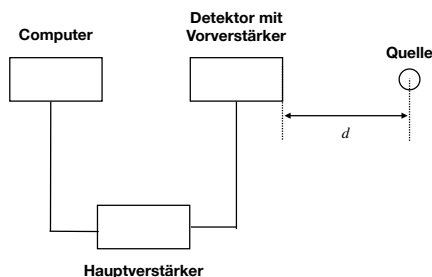 Computer
Detektor mit
Vorverstärker
Quelle
d
Hauptverstärker